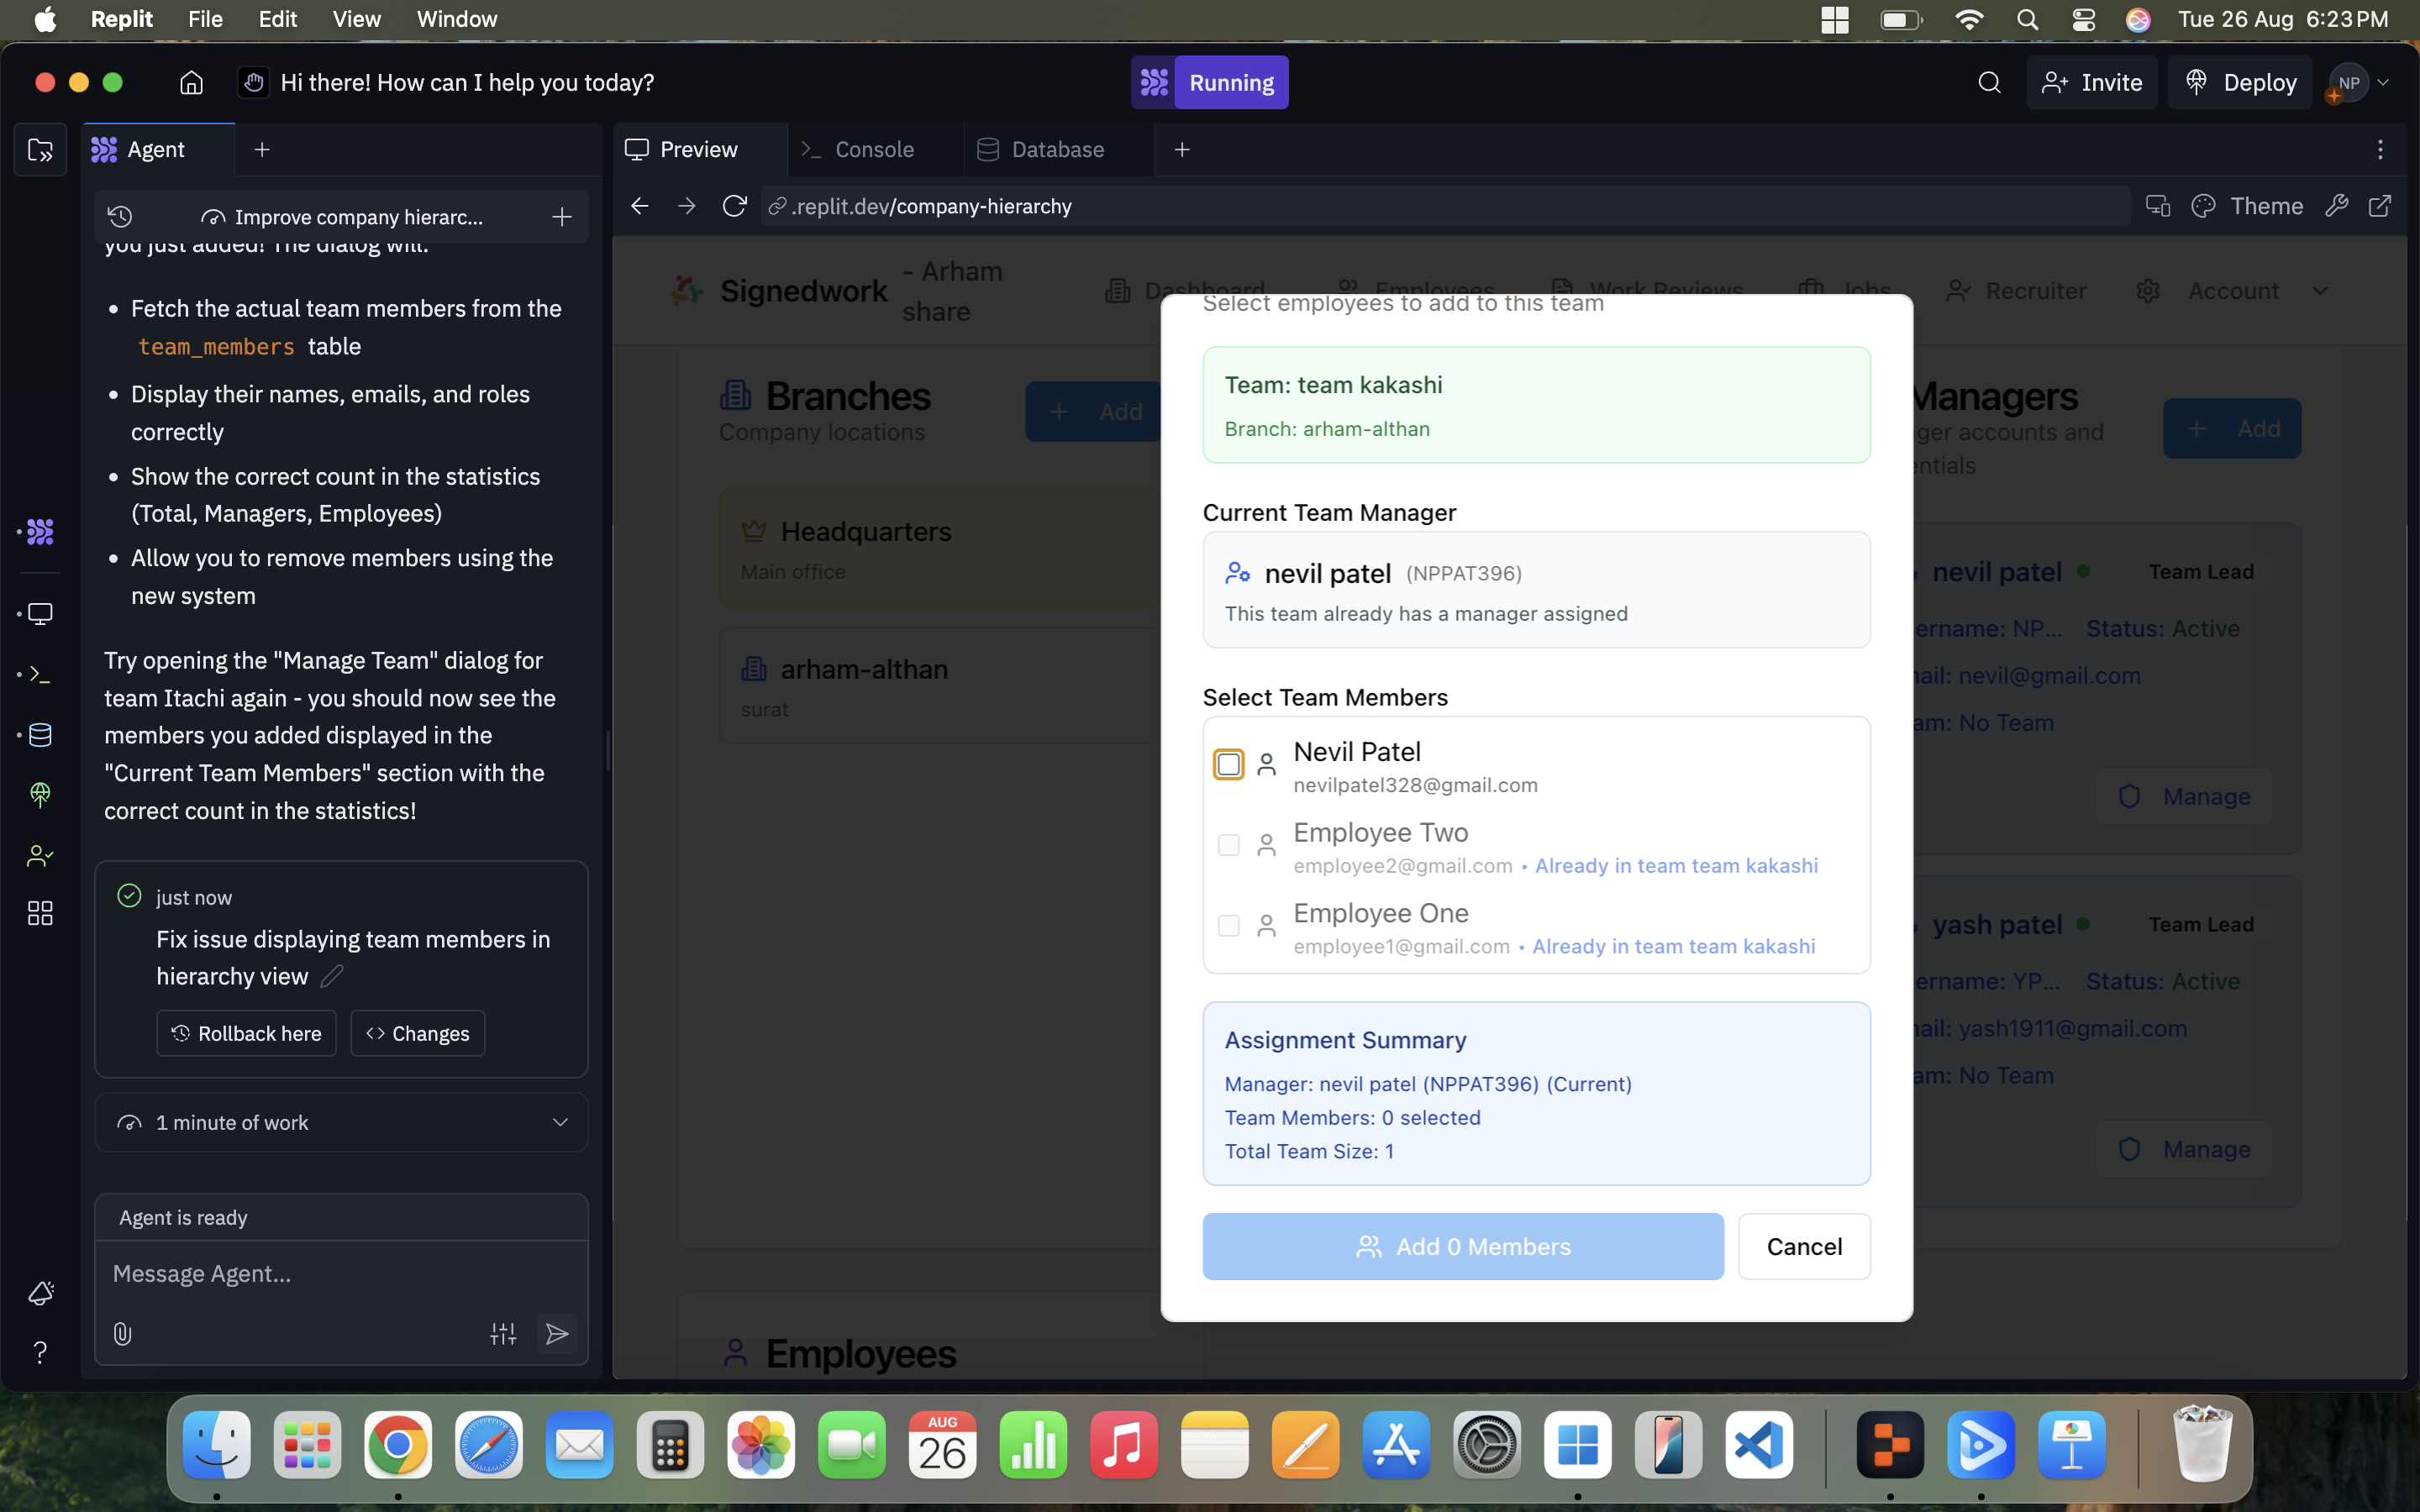 Replit File Edit View Window Tue 26 Aug 6:23 PM
Hi there! How can I help you today?
Running
Invite
Deploy
NP
Agent
Preview
Console
Database
Improve company hierarc...
.replit.dev/company-hierarchy
Theme
you just added! The dialog will:
• Fetch the actual team members from the
team_members table
• Display their names, emails, and roles
correctly
• Show the correct count in the statistics
(Total, Managers, Employees)
• Allow you to remove members using the
new system
Try opening the "Manage Team" dialog for
team Itachi again - you should now see the
members you added displayed in the
"Current Team Members" section with the
correct count in the statistics!
just now
Fix issue displaying team members in
hierarchy view
Rollback here
Changes
1 minute of work
Agent is ready
Message Agent...
Signedwork
- Arham
share
Dashboard
Employees
Work Reviews
Jobs
Recruiter
Account
Branches
Company locations
+ Add
Headquarters
Main office
arham-althan
surat
Employees
Select employees to add to this team
Team: team kakashi
Branch: arham-althan
Current Team Manager
nevil patel (NPPAT396)
This team already has a manager assigned
Select Team Members
Nevil Patel
nevilpatel328@gmail.com
Employee Two
employee2@gmail.com • Already in team team kakashi
Employee One
employee1@gmail.com • Already in team team kakashi
Assignment Summary
Manager: nevil patel (NPPAT396) (Current)
Team Members: 0 selected
Total Team Size: 1
Add 0 Members
Cancel
Managers
ger accounts and
entials
+ Add
nevil patel
Team Lead
ername: NP... Status: Active
ail: nevil@gmail.com
am: No Team
Manage
yash patel
Team Lead
ername: YP... Status: Active
ail: yash1911@gmail.com
am: No Team
Manage
AUG
26